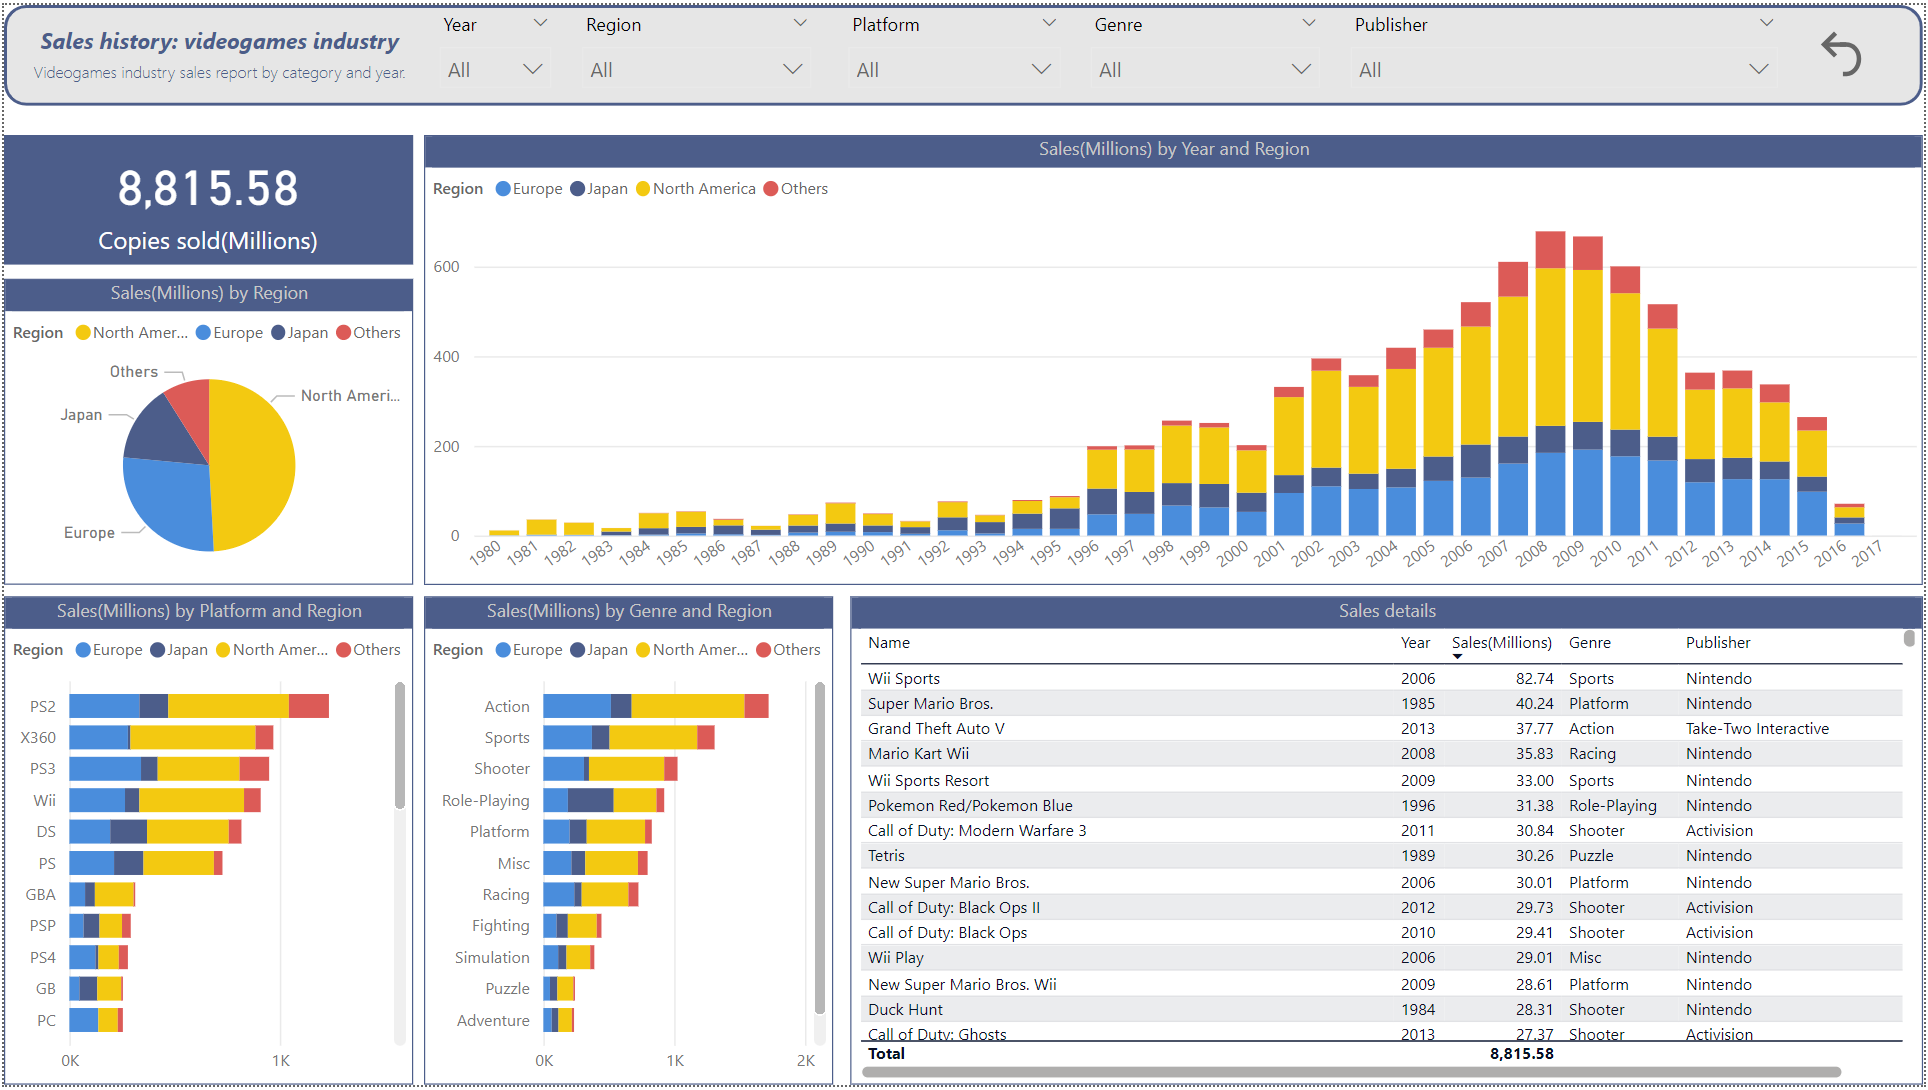 Sales history: videogames industry
Videogames industry sales report by category and year.
Year Region Platform Genre Publisher
All All All All All
8,815.58
Copies sold(Millions)
Sales(Millions) by Region
Region North Amer... Europe Japan Others
Others
North Ameri...
Japan
Europe
Sales(Millions) by Year and Region
Region Europe Japan North America Others
600
400
200
0
1980 1981 1982 1983 1984 1985 1986 1987 1988 1989 1990 1991 1992 1993 1994 1995 1996 1997 1998 1999 2000 2001 2002 2003 2004 2005 2006 2007 2008 2009 2010 2011 2012 2013 2014 2015 2016 2017
Sales(Millions) by Platform and Region
Region Europe Japan North Amer... Others
PS2
X360
PS3
Wii
DS
PS
GBA
PSP
PS4
GB
PC
0K 1K
Sales(Millions) by Genre and Region
Region Europe Japan North Amer... Others
Action
Sports
Shooter
Role-Playing
Platform
Misc
Racing
Fighting
Simulation
Puzzle
Adventure
0K 1K 2K
Sales details
Name Year Sales(Millions) Genre Publisher
Wii Sports 2006 82.74 Sports Nintendo
Super Mario Bros. 1985 40.24 Platform Nintendo
Grand Theft Auto V 2013 37.77 Action Take-Two Interactive
Mario Kart Wii 2008 35.83 Racing Nintendo
Wii Sports Resort 2009 33.00 Sports Nintendo
Pokemon Red/Pokemon Blue 1996 31.38 Role-Playing Nintendo
Call of Duty: Modern Warfare 3 2011 30.84 Shooter Activision
Tetris 1989 30.26 Puzzle Nintendo
New Super Mario Bros. 2006 30.01 Platform Nintendo
Call of Duty: Black Ops II 2012 29.73 Shooter Activision
Call of Duty: Black Ops 2010 29.41 Shooter Activision
Wii Play 2006 29.01 Misc Nintendo
New Super Mario Bros. Wii 2009 28.61 Platform Nintendo
Duck Hunt 1984 28.31 Shooter Nintendo
Call of Duty: Ghosts 2013 27.37 Shooter Activision
Total 8,815.58